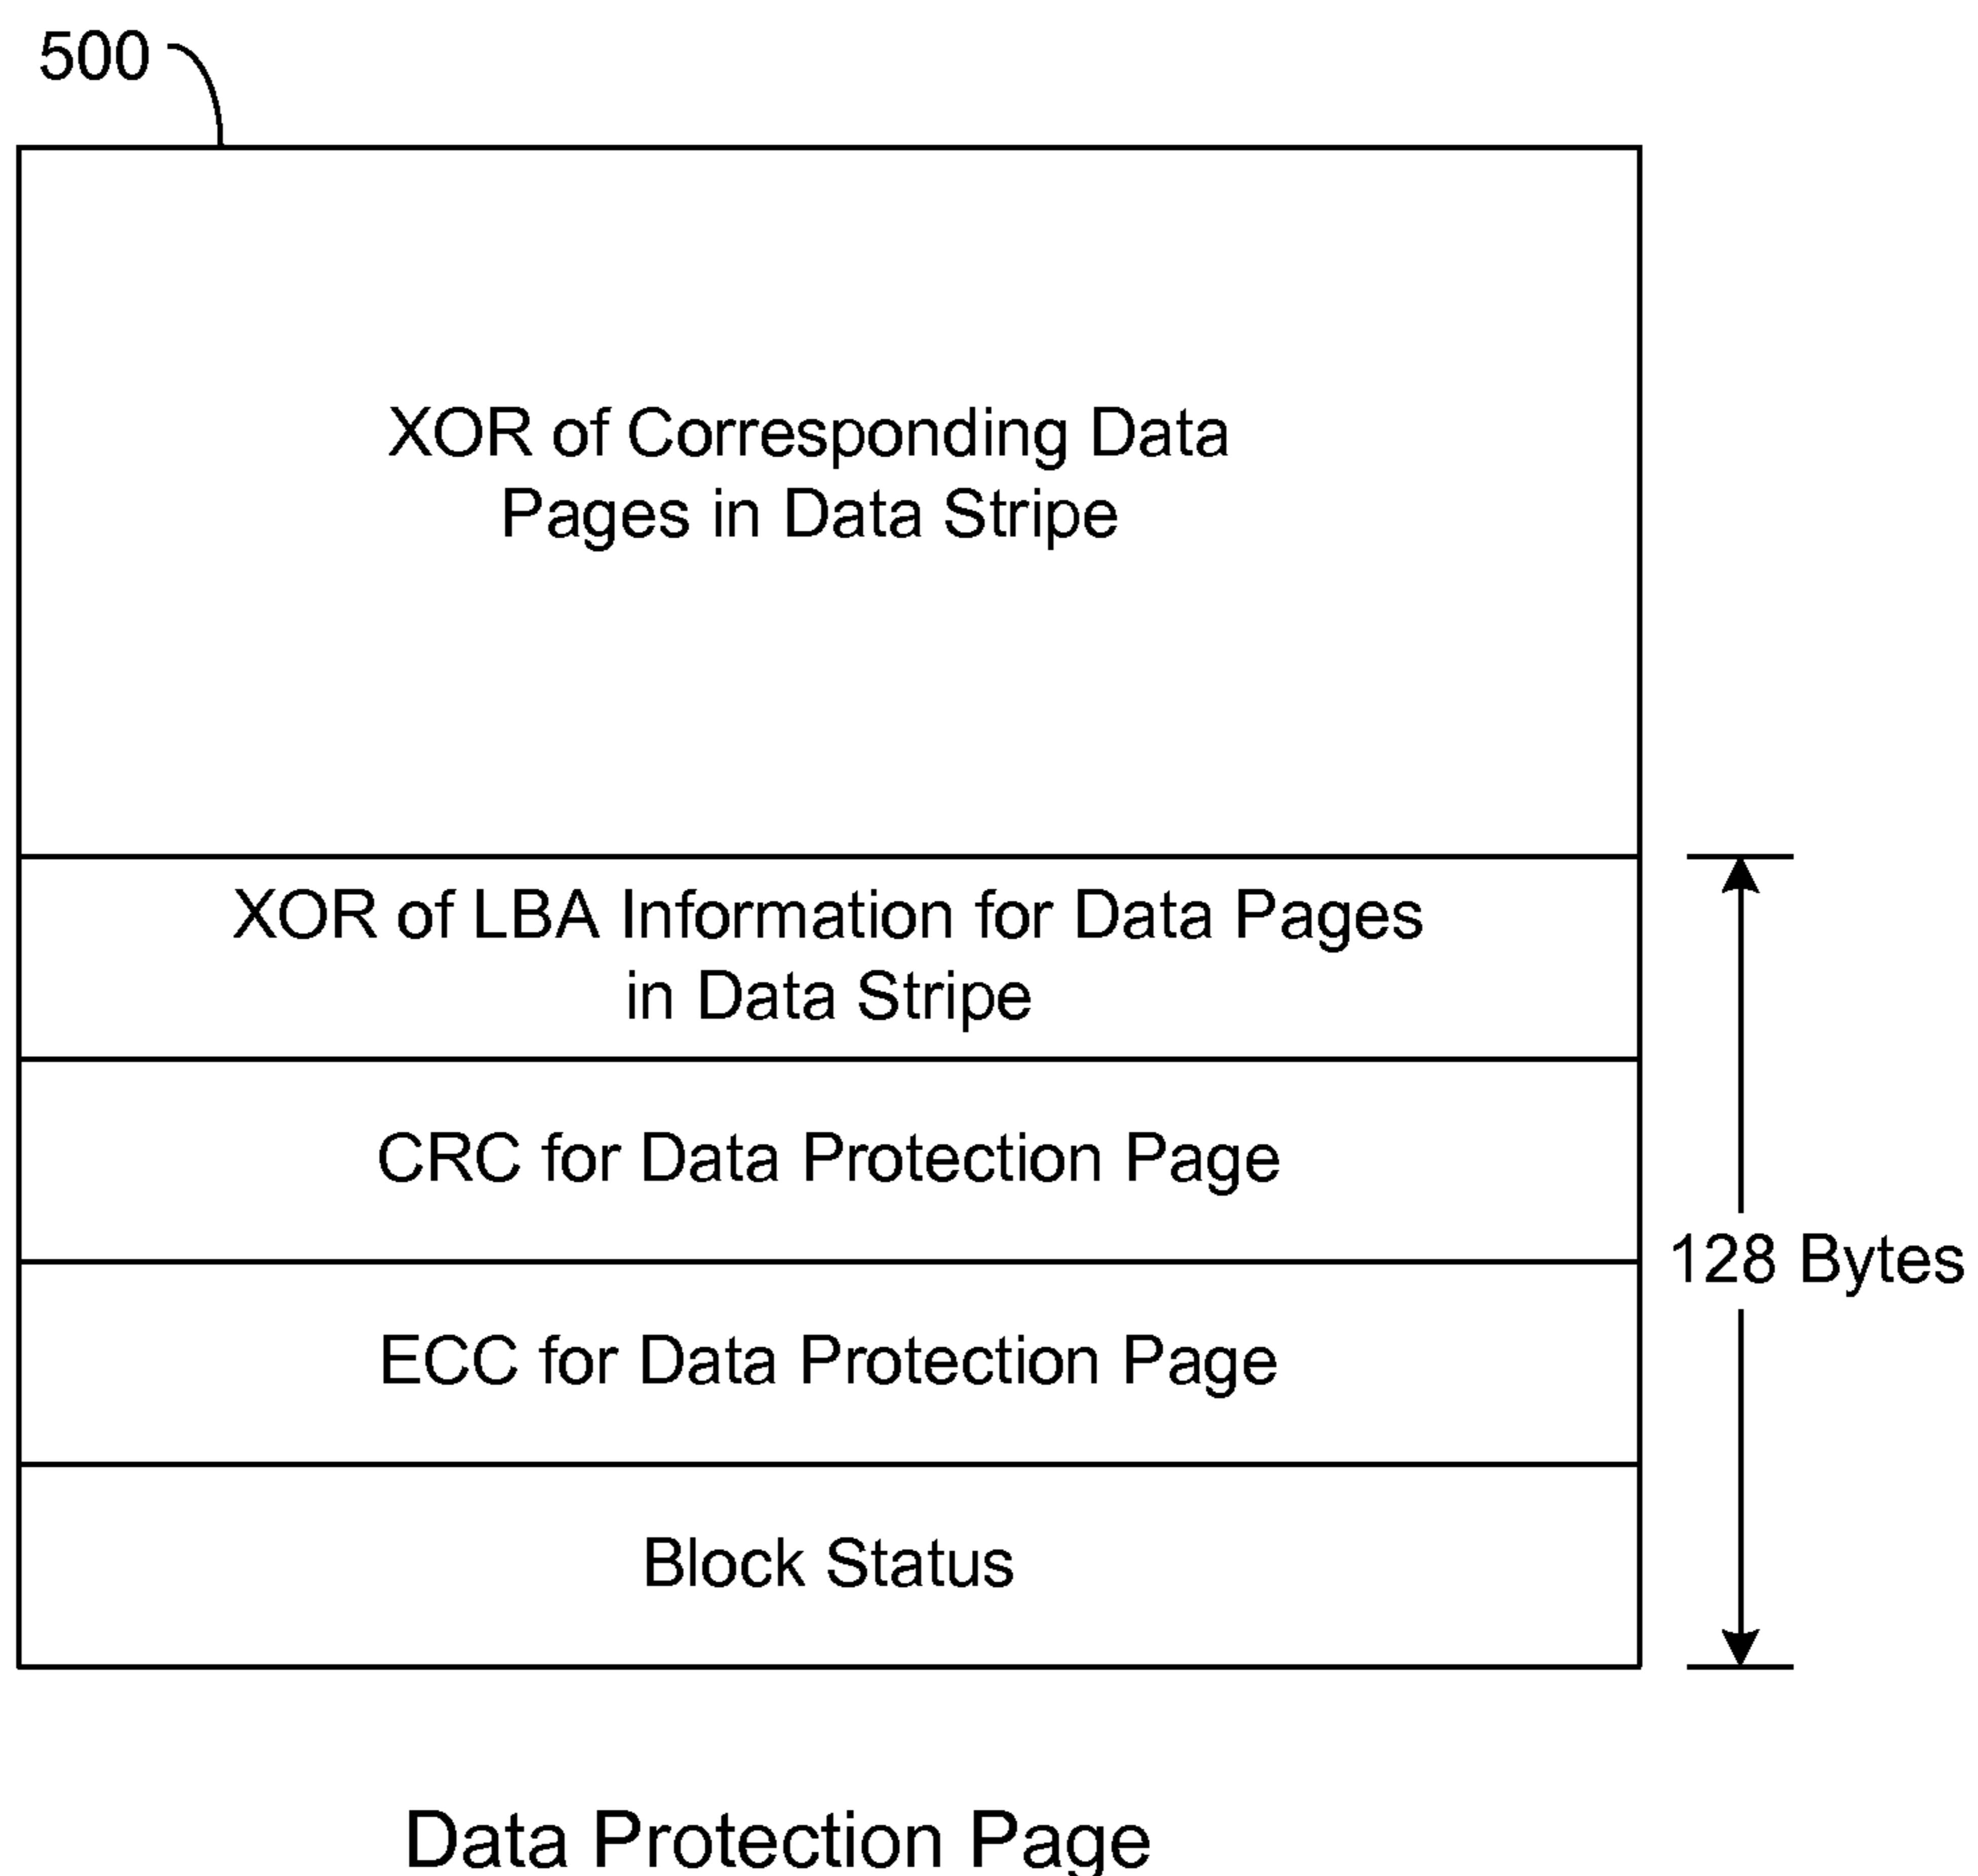 500
XOR of Corresponding Data
Pages in Data Stripe
XOR of LBA Information for Data Pages
in Data Stripe
CRC for Data Protection Page
128 Bytes
ECC for Data Protection Page
Block Status
Data Protection Page